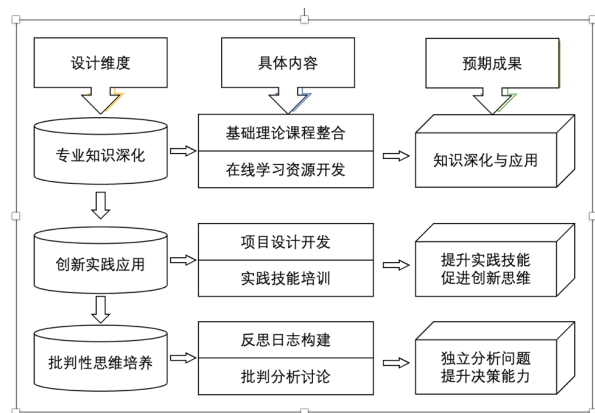 设计维度
具体内容
预期成果
专业知识深化
基础理论课程整合
在线学习资源开发
知识深化与应用
创新实践应用
项目设计开发
实践技能培训
提升实践技能
促进创新思维
批判性思维培养
反思日志构建
批判分析讨论
独立分析问题
提升决策能力